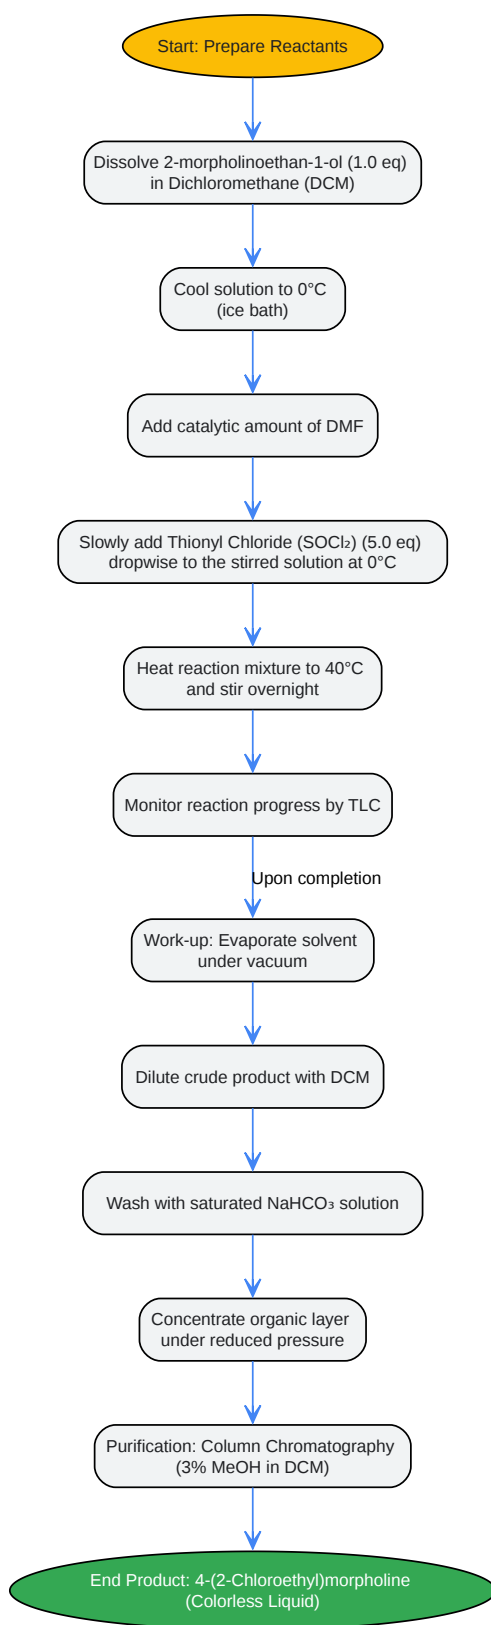 Start: Prepare Reactants
Dissolve 2-morpholinoethan-1-ol (1.0 eq)
in Dichloromethane (DCM)
Cool solution to 0°C
(ice bath)
Add catalytic amount of DMF
Slowly add Thionyl Chloride (SOCl₂) (5.0 eq)
dropwise to the stirred solution at 0°C
Heat reaction mixture to 40°C
and stir overnight
Monitor reaction progress by TLC
Upon completion
Work-up: Evaporate solvent
under vacuum
Dilute crude product with DCM
Wash with saturated NaHCO₃ solution
Concentrate organic layer
under reduced pressure
Purification: Column Chromatography
(3% MeOH in DCM)
End Product: 4-(2-Chloroethyl)morpholine
(Colorless Liquid)